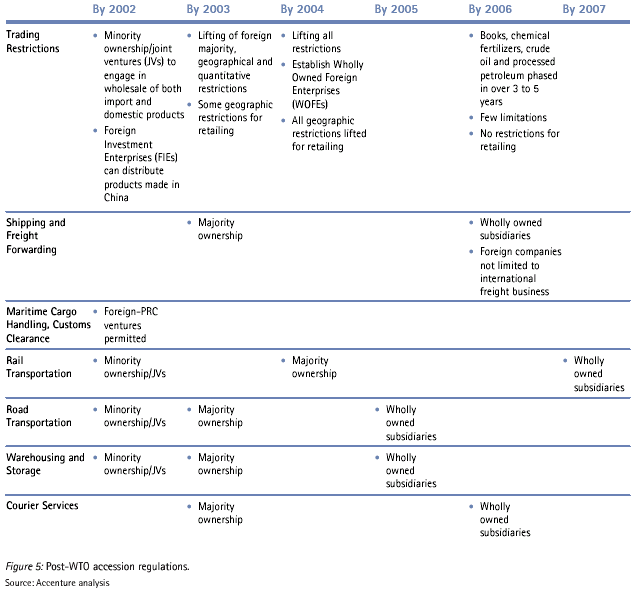 By 2002 By 2003 By 2004 By 2005 By 2006 By 2007
Trading
Restrictions
• Minority
ownership/joint
ventures (JVs) to
engage in
wholesale of both
import and
domestic products
• Foreign
Investment
Enterprises (FIEs)
can distribute
products made in
China
• Lifting of foreign
majority,
geographical and
quantitative
restrictions
• Some geographic
restrictions for
retailing
• Lifting all
restrictions
• Establish Wholly
Owned Foreign
Enterprises
(WOFEs)
• All geographic
restrictions lifted
for retailing
• Books, chemical
fertilizers, crude
oil and processed
petroleum phased
in over 3 to 5
years
• Few limitations
• No restrictions for
retailing
Shipping and
Freight
Forwarding
• Majority
ownership
• Wholly owned
subsidiaries
• Foreign companies
not limited to
international
freight business
Maritime Cargo
Handling, Customs
Clearance
• Foreign-PRC
ventures
permitted
Rail
Transportation
• Minority
ownership/JVs
• Majority
ownership
• Wholly
owned
subsidiaries
Road
Transportation
• Minority
ownership/JVs
• Majority
ownership
• Wholly
owned
subsidiaries
Warehousing and
Storage
• Minority
ownership/JVs
• Majority
ownership
• Wholly
owned
subsidiaries
Courier Services
• Majority
ownership
• Wholly
owned
subsidiaries
Figure 5: Post-WTO accession regulations.
Source: Accenture analysis